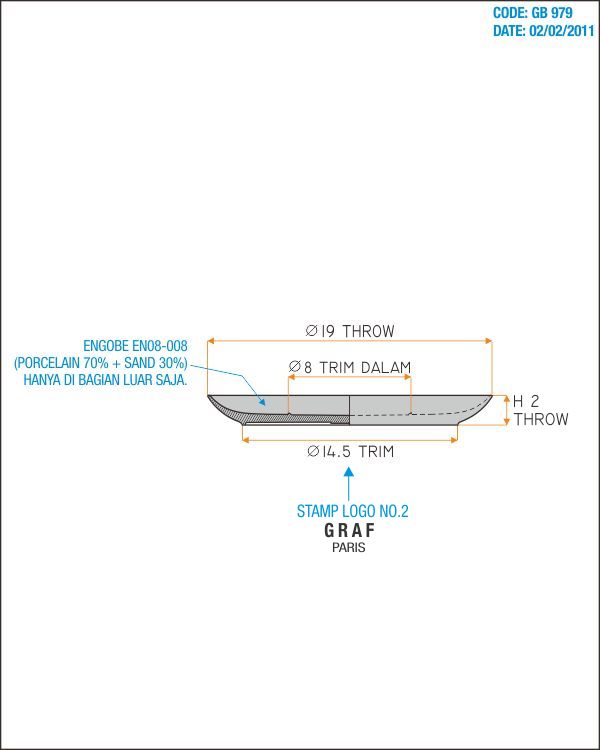 CODE: GB 979
DATE: 02/02/2011
Ø19 THROW
ENGOBE EN08-008
(PORCELAIN 70% + SAND 30%)
HANYA DI BAGIAN LUAR SAJA.
Ø8 TRIM DALAM
H 2
THROW
Ø14.5 TRIM
STAMP LOGO NO.2
GRAF
PARIS